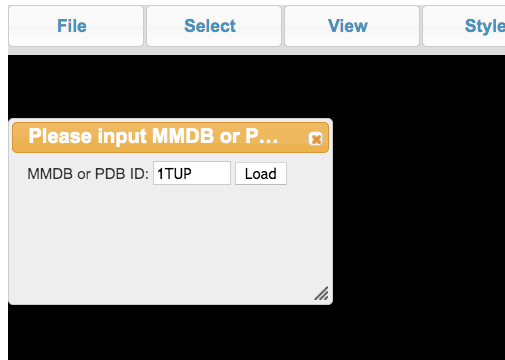 File Select View Style
Please input MMDB or P...
MMDB or PDB ID: 1TUP Load